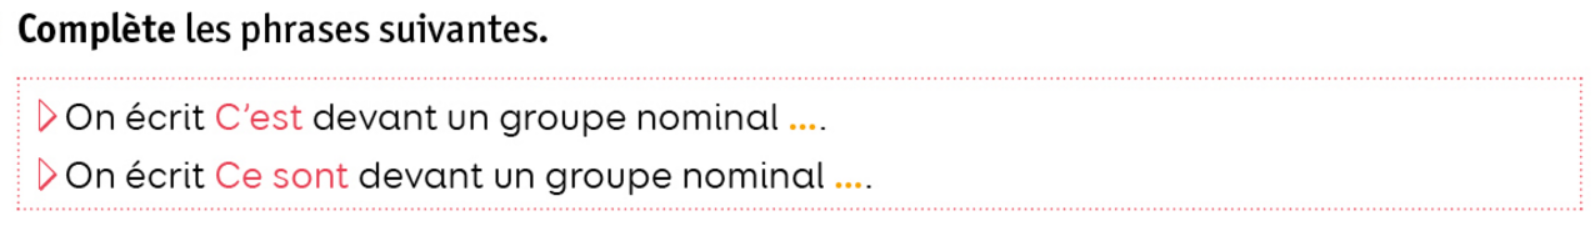 Complète les phrases suivantes.
On écrit C'est devant un groupe nominal ... .
On écrit Ce sont devant un groupe nominal ... .